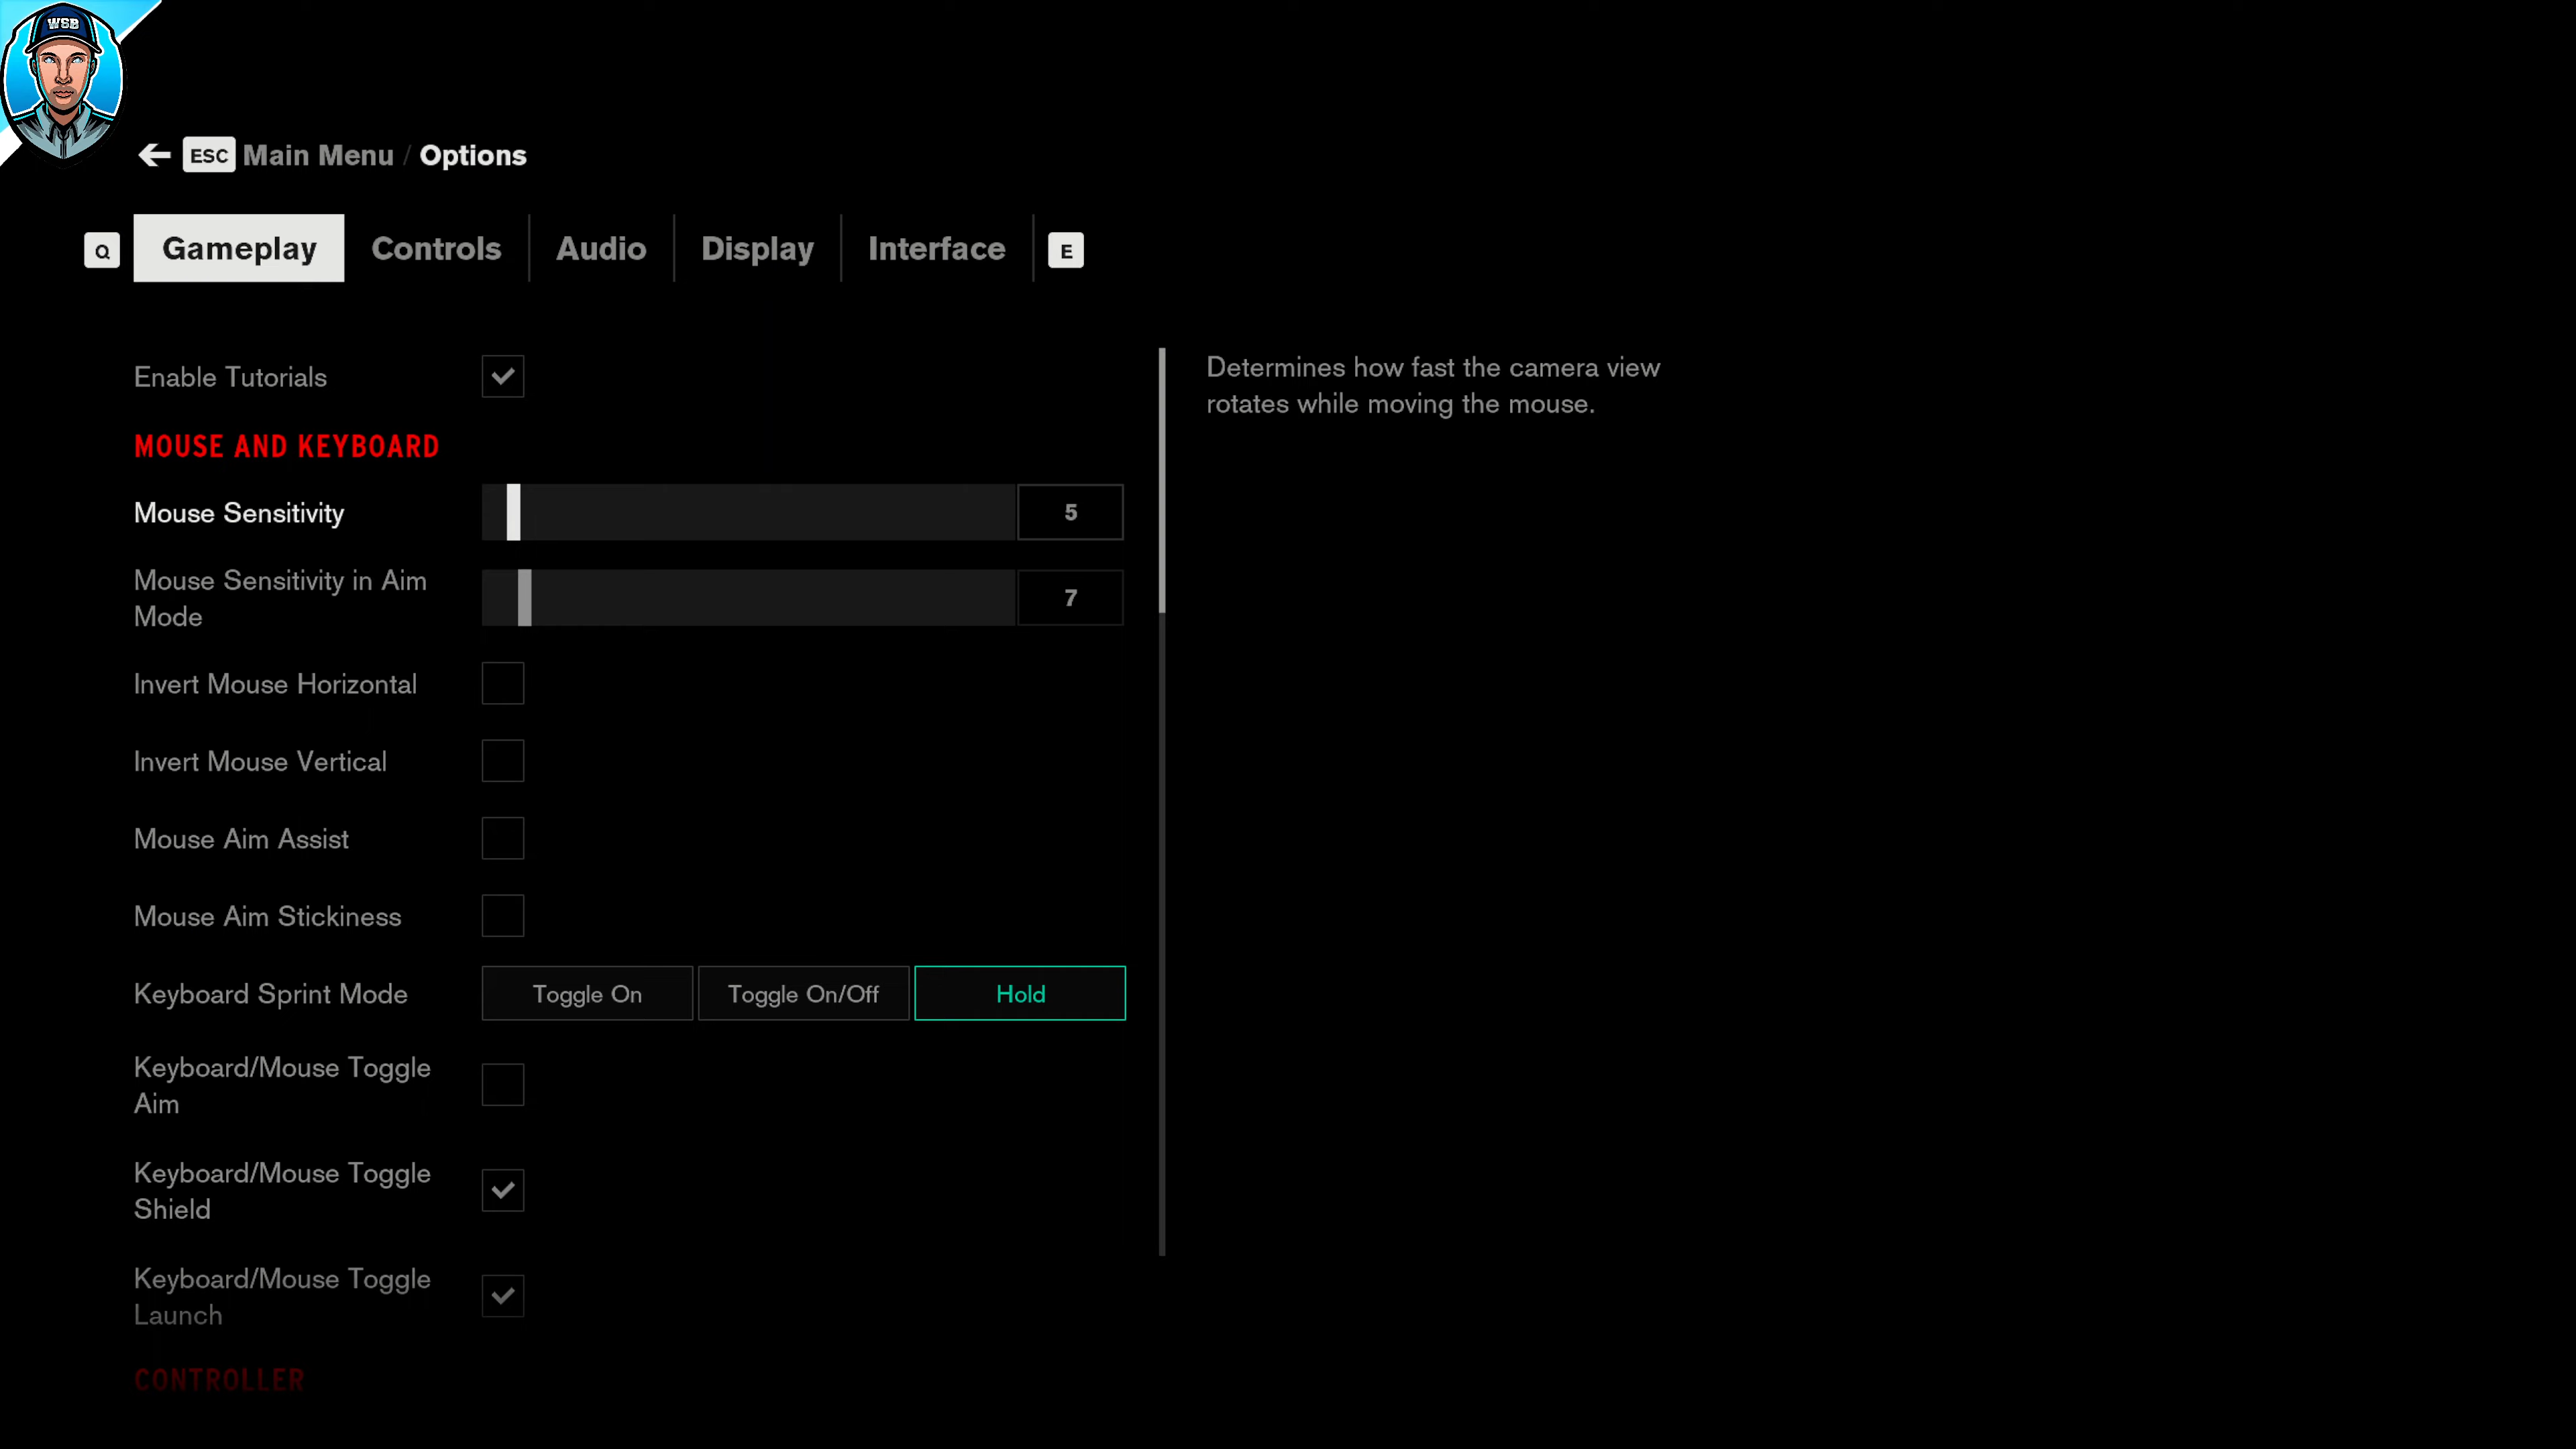 WSB
ESC Main Menu / Options
Q Gameplay Controls Audio Display Interface E
Enable Tutorials
Determines how fast the camera view
rotates while moving the mouse.
MOUSE AND KEYBOARD
Mouse Sensitivity 5
Mouse Sensitivity in Aim
Mode
7
Invert Mouse Horizontal
Invert Mouse Vertical
Mouse Aim Assist
Mouse Aim Stickiness
Keyboard Sprint Mode Toggle On Toggle On/Off Hold
Keyboard/Mouse Toggle
Aim
Keyboard/Mouse Toggle
Shield
Keyboard/Mouse Toggle
Launch
CONTROLLER